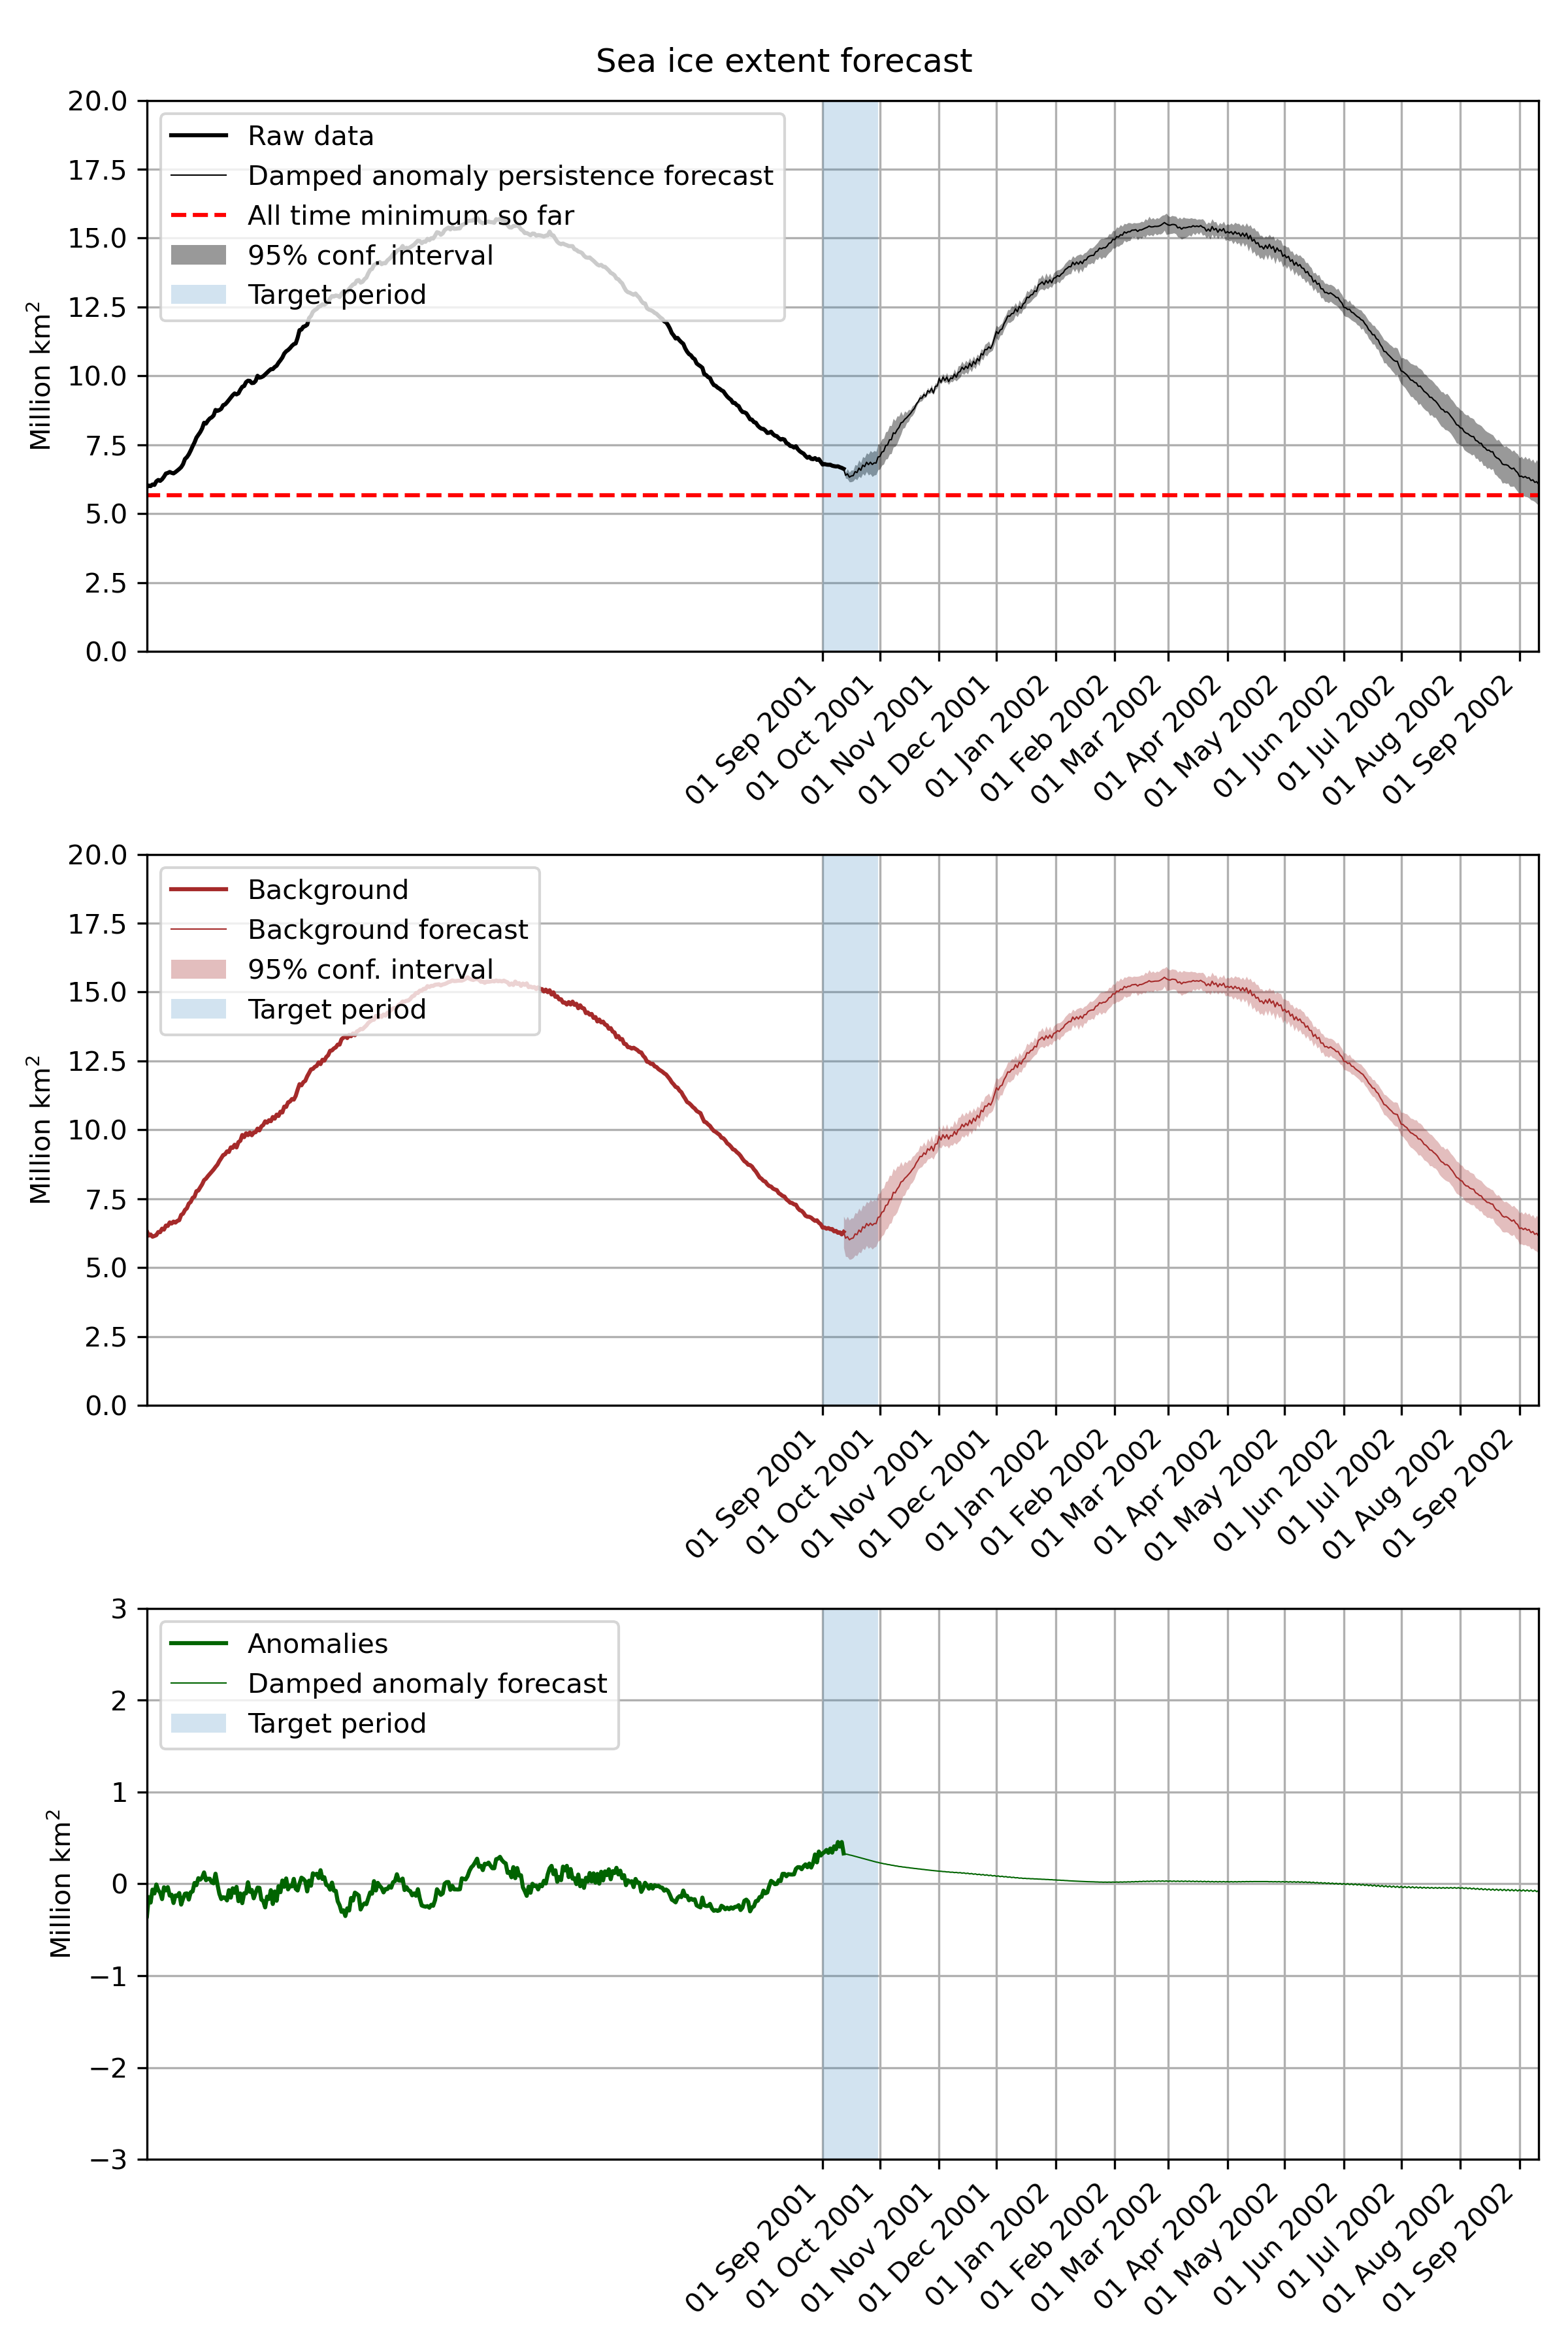 Sea ice extent forecast
20.0
17.5
15.0
12.5
10.0
7.5
5.0
2.5
0.0
Million km²
Raw data
Damped anomaly persistence forecast
All time minimum so far
95% conf. interval
Target period
01 Sep 2001
01 Oct 2001
01 Nov 2001
01 Dec 2001
01 Jan 2002
01 Feb 2002
01 Mar 2002
01 Apr 2002
01 May 2002
01 Jun 2002
01 Jul 2002
01 Aug 2002
01 Sep 2002
20.0
17.5
15.0
12.5
10.0
7.5
5.0
2.5
0.0
Million km²
Background
Background forecast
95% conf. interval
Target period
01 Sep 2001
01 Oct 2001
01 Nov 2001
01 Dec 2001
01 Jan 2002
01 Feb 2002
01 Mar 2002
01 Apr 2002
01 May 2002
01 Jun 2002
01 Jul 2002
01 Aug 2002
01 Sep 2002
3
2
1
0
−1
−2
−3
Million km²
Anomalies
Damped anomaly forecast
Target period
01 Sep 2001
01 Oct 2001
01 Nov 2001
01 Dec 2001
01 Jan 2002
01 Feb 2002
01 Mar 2002
01 Apr 2002
01 May 2002
01 Jun 2002
01 Jul 2002
01 Aug 2002
01 Sep 2002